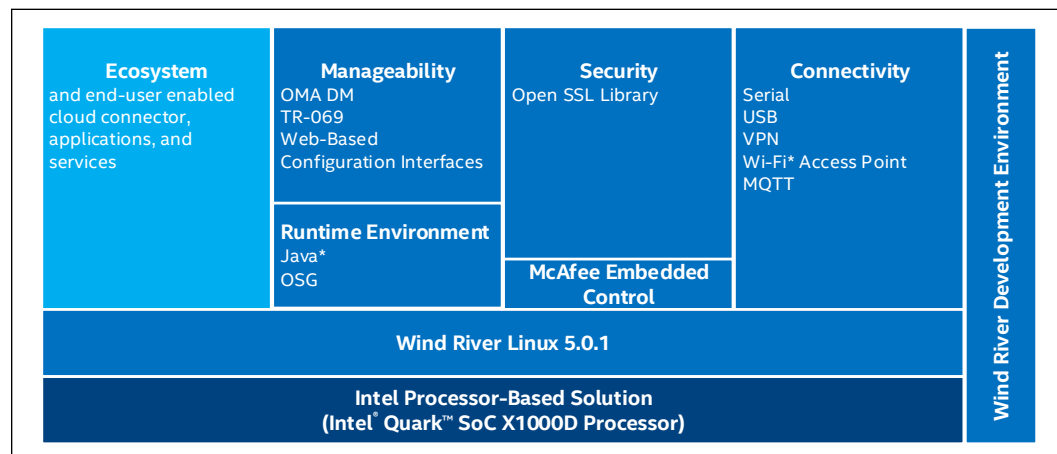 Ecosystem
and end-user enabled
cloud connector,
applications, and
services
Manageability
OMA DM
TR-069
Web-Based
Configuration Interfaces
Runtime Environment
Java*
OSG
Security
Open SSL Library
McAfee Embedded
Control
Connectivity
Serial
USB
VPN
Wi-Fi* Access Point
MQTT
Wind River Linux 5.0.1
Intel Processor-Based Solution
(Intel® Quark™ SoC X1000D Processor)
Wind River Development Environment